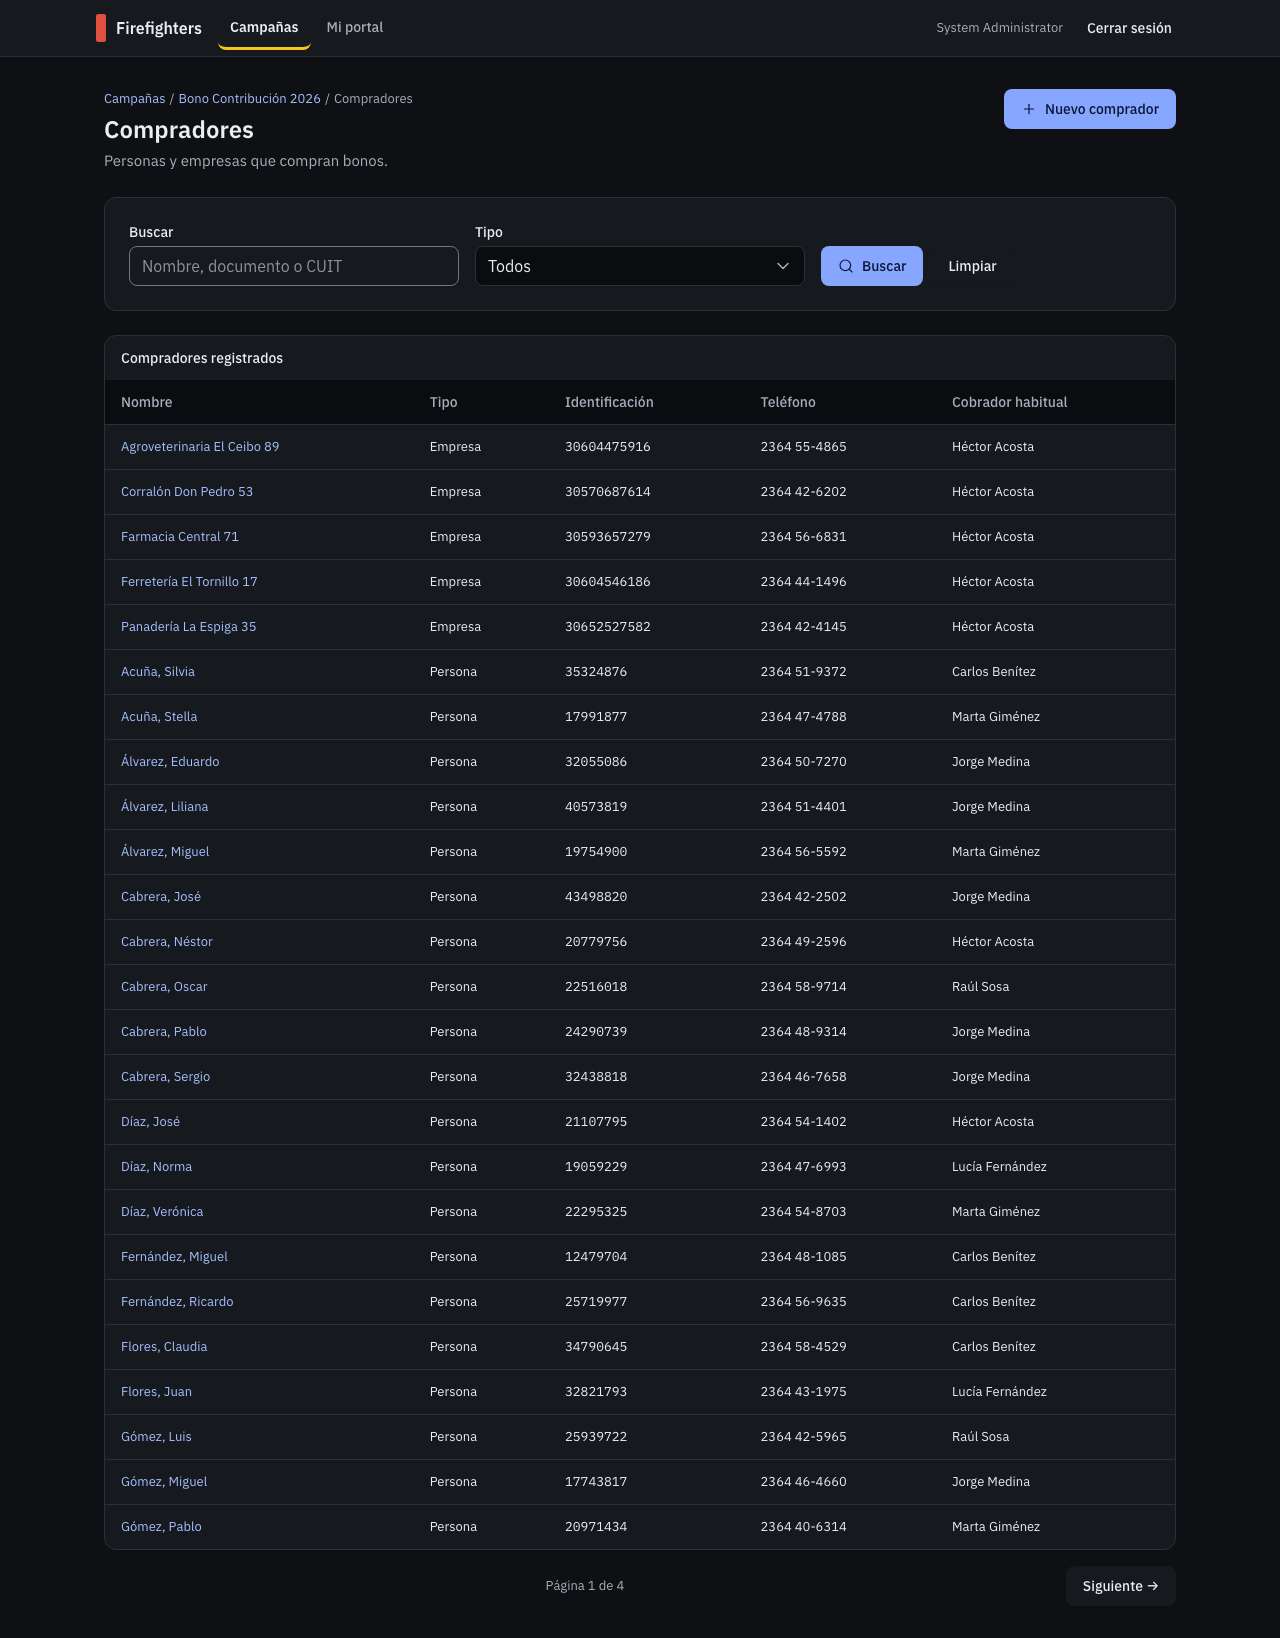 Firefighters Campañas Mi portal System Administrator Cerrar sesión
Campañas / Bono Contribución 2026 / Compradores
Nuevo comprador
Compradores
Personas y empresas que compran bonos.
Buscar Tipo
Nombre, documento o CUIT Todos Buscar Limpiar
Compradores registrados
Nombre Tipo Identificación Teléfono Cobrador habitual
Agroveterinaria El Ceibo 89 Empresa 30604475916 2364 55-4865 Héctor Acosta
Corralón Don Pedro 53 Empresa 30570687614 2364 42-6202 Héctor Acosta
Farmacia Central 71 Empresa 30593657279 2364 56-6831 Héctor Acosta
Ferretería El Tornillo 17 Empresa 30604546186 2364 44-1496 Héctor Acosta
Panadería La Espiga 35 Empresa 30652527582 2364 42-4145 Héctor Acosta
Acuña, Silvia Persona 35324876 2364 51-9372 Carlos Benítez
Acuña, Stella Persona 17991877 2364 47-4788 Marta Giménez
Álvarez, Eduardo Persona 32055086 2364 50-7270 Jorge Medina
Álvarez, Liliana Persona 40573819 2364 51-4401 Jorge Medina
Álvarez, Miguel Persona 19754900 2364 56-5592 Marta Giménez
Cabrera, José Persona 43498820 2364 42-2502 Jorge Medina
Cabrera, Néstor Persona 20779756 2364 49-2596 Héctor Acosta
Cabrera, Oscar Persona 22516018 2364 58-9714 Raúl Sosa
Cabrera, Pablo Persona 24290739 2364 48-9314 Jorge Medina
Cabrera, Sergio Persona 32438818 2364 46-7658 Jorge Medina
Díaz, José Persona 21107795 2364 54-1402 Héctor Acosta
Díaz, Norma Persona 19059229 2364 47-6993 Lucía Fernández
Díaz, Verónica Persona 22295325 2364 54-8703 Marta Giménez
Fernández, Miguel Persona 12479704 2364 48-1085 Carlos Benítez
Fernández, Ricardo Persona 25719977 2364 56-9635 Carlos Benítez
Flores, Claudia Persona 34790645 2364 58-4529 Carlos Benítez
Flores, Juan Persona 32821793 2364 43-1975 Lucía Fernández
Gómez, Luis Persona 25939722 2364 42-5965 Raúl Sosa
Gómez, Miguel Persona 17743817 2364 46-4660 Jorge Medina
Gómez, Pablo Persona 20971434 2364 40-6314 Marta Giménez
Página 1 de 4 Siguiente →